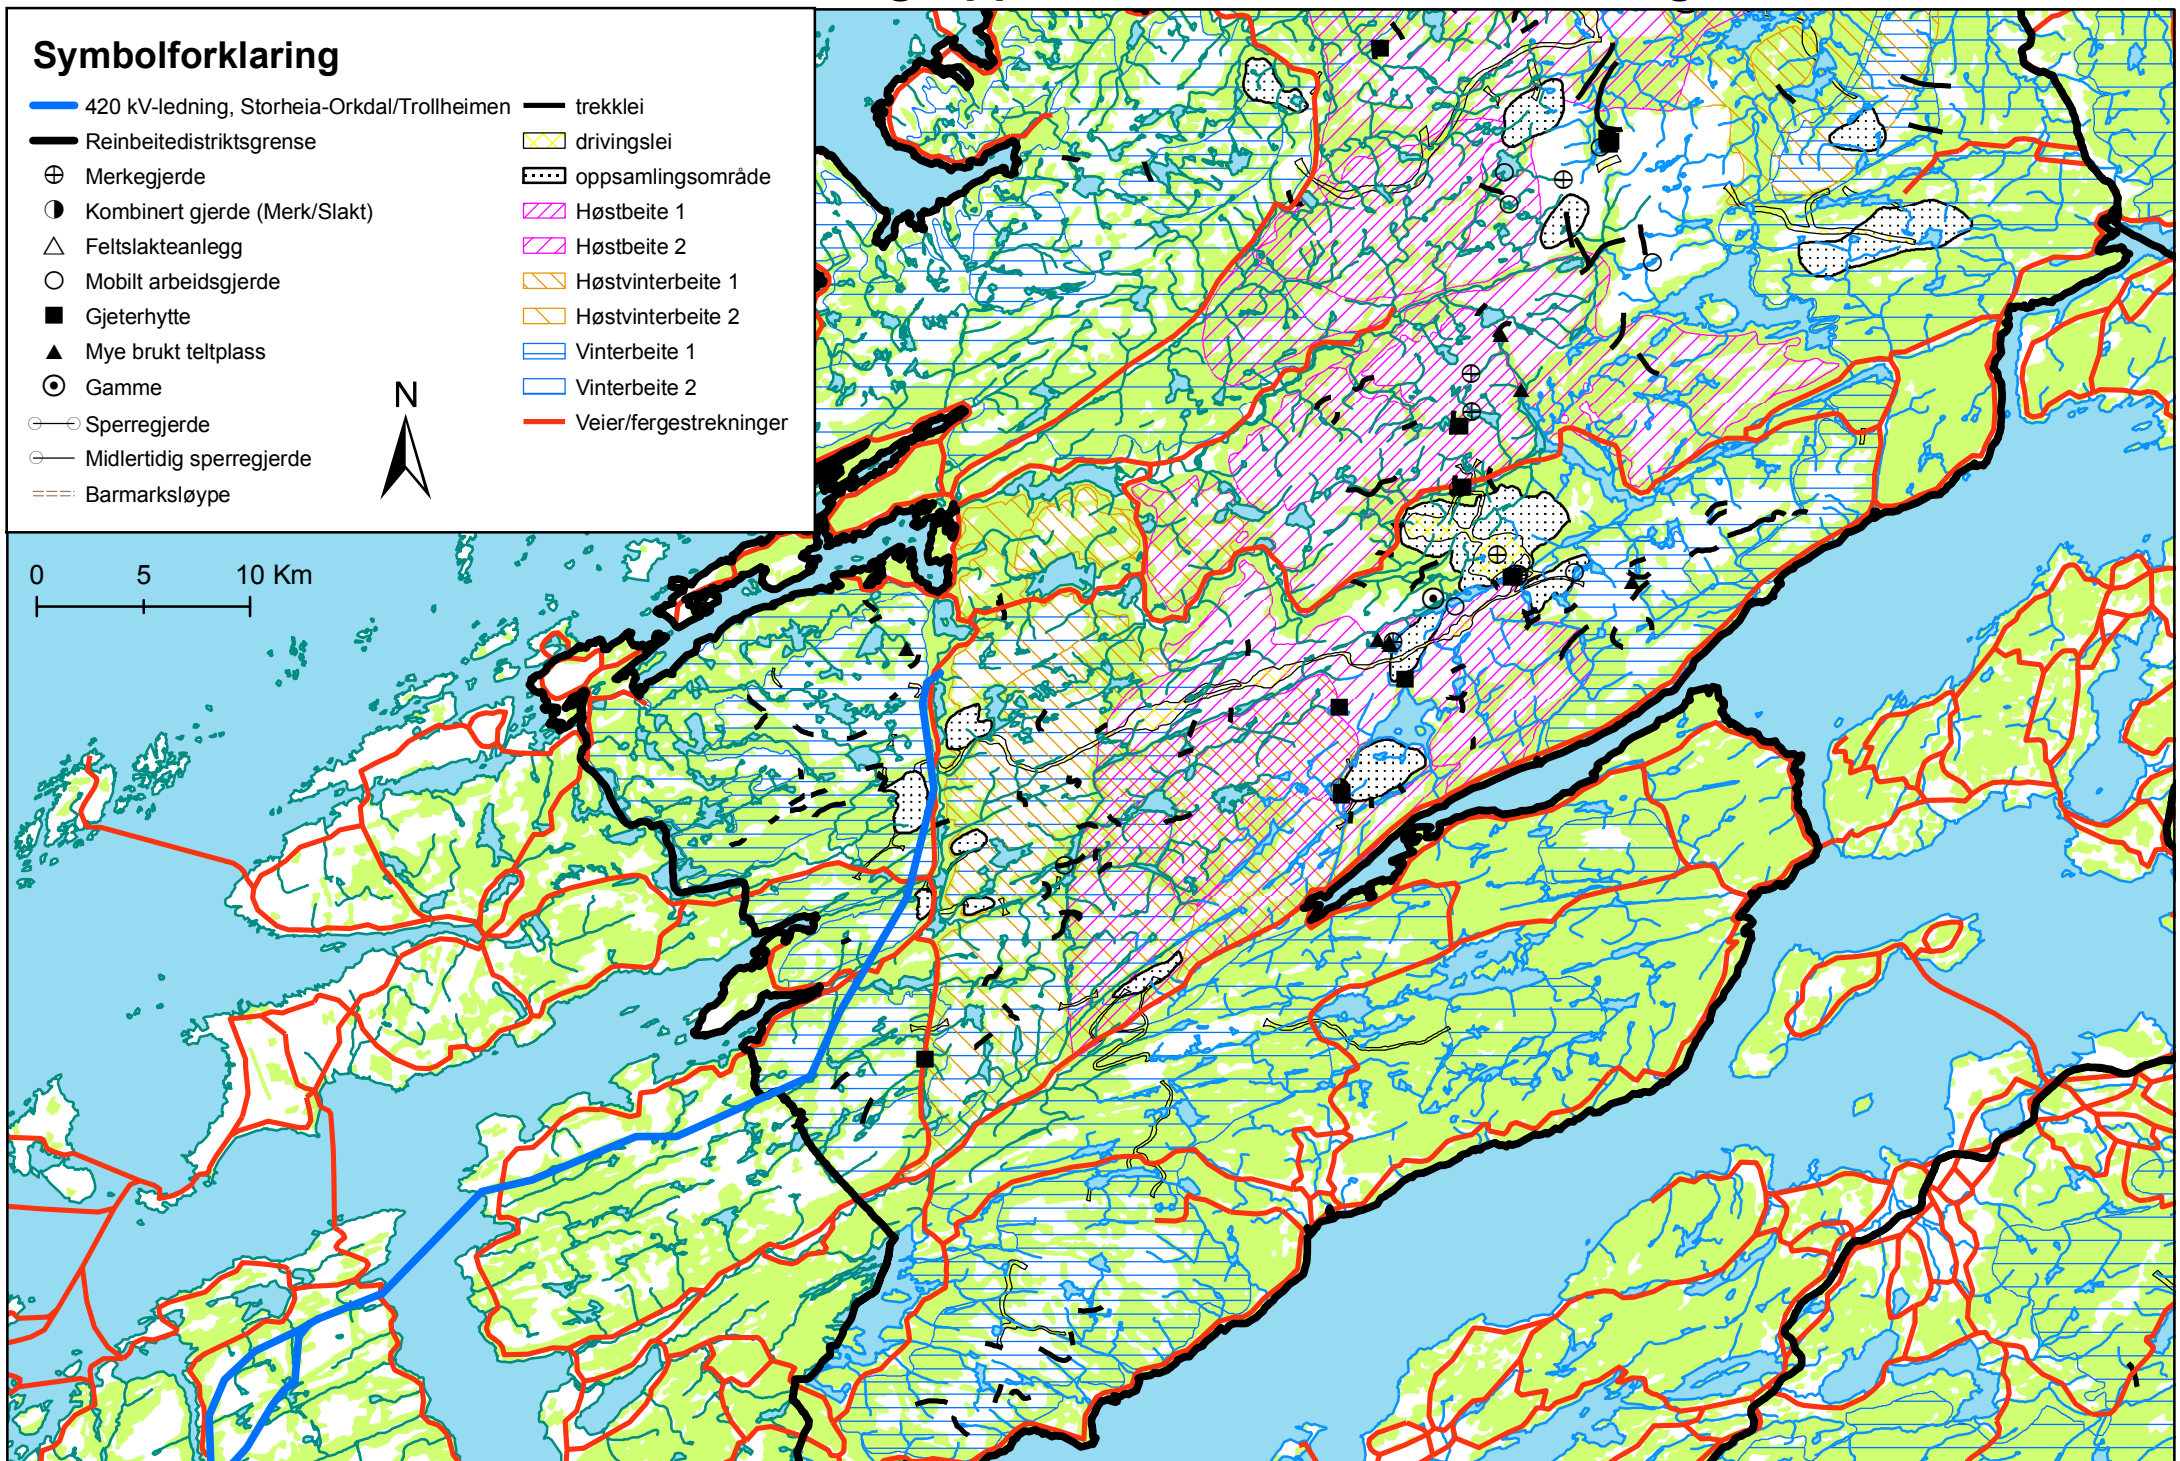 Symbolforklaring
420 kV-ledning, Storheia-Orkdal/Trollheimen
Reinbeitedistriktsgrense
Merkegjerde
Kombinert gjerde (Merk/Slakt)
Feltslakteanlegg
Mobilt arbeidsgjerde
Gjeterhytte
Mye brukt teltplass
Gamme
Sperregjerde
Midlertidig sperregjerde
Barmarksløype
trekklei
drivingslei
oppsamlingsområde
Høstbeite 1
Høstbeite 2
Høstvinterbeite 1
Høstvinterbeite 2
Vinterbeite 1
Vinterbeite 2
Veier/fergestrekninger
N
0 5 10 Km